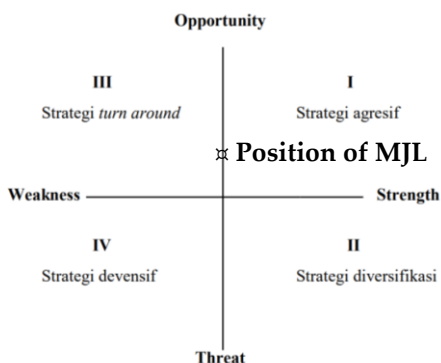 Opportunity
III
I
Strategi turn around
Strategi agresif
¤ Position of MJL
Weakness
Strength
IV
II
Strategi devensif
Strategi diversifikasi
Threat